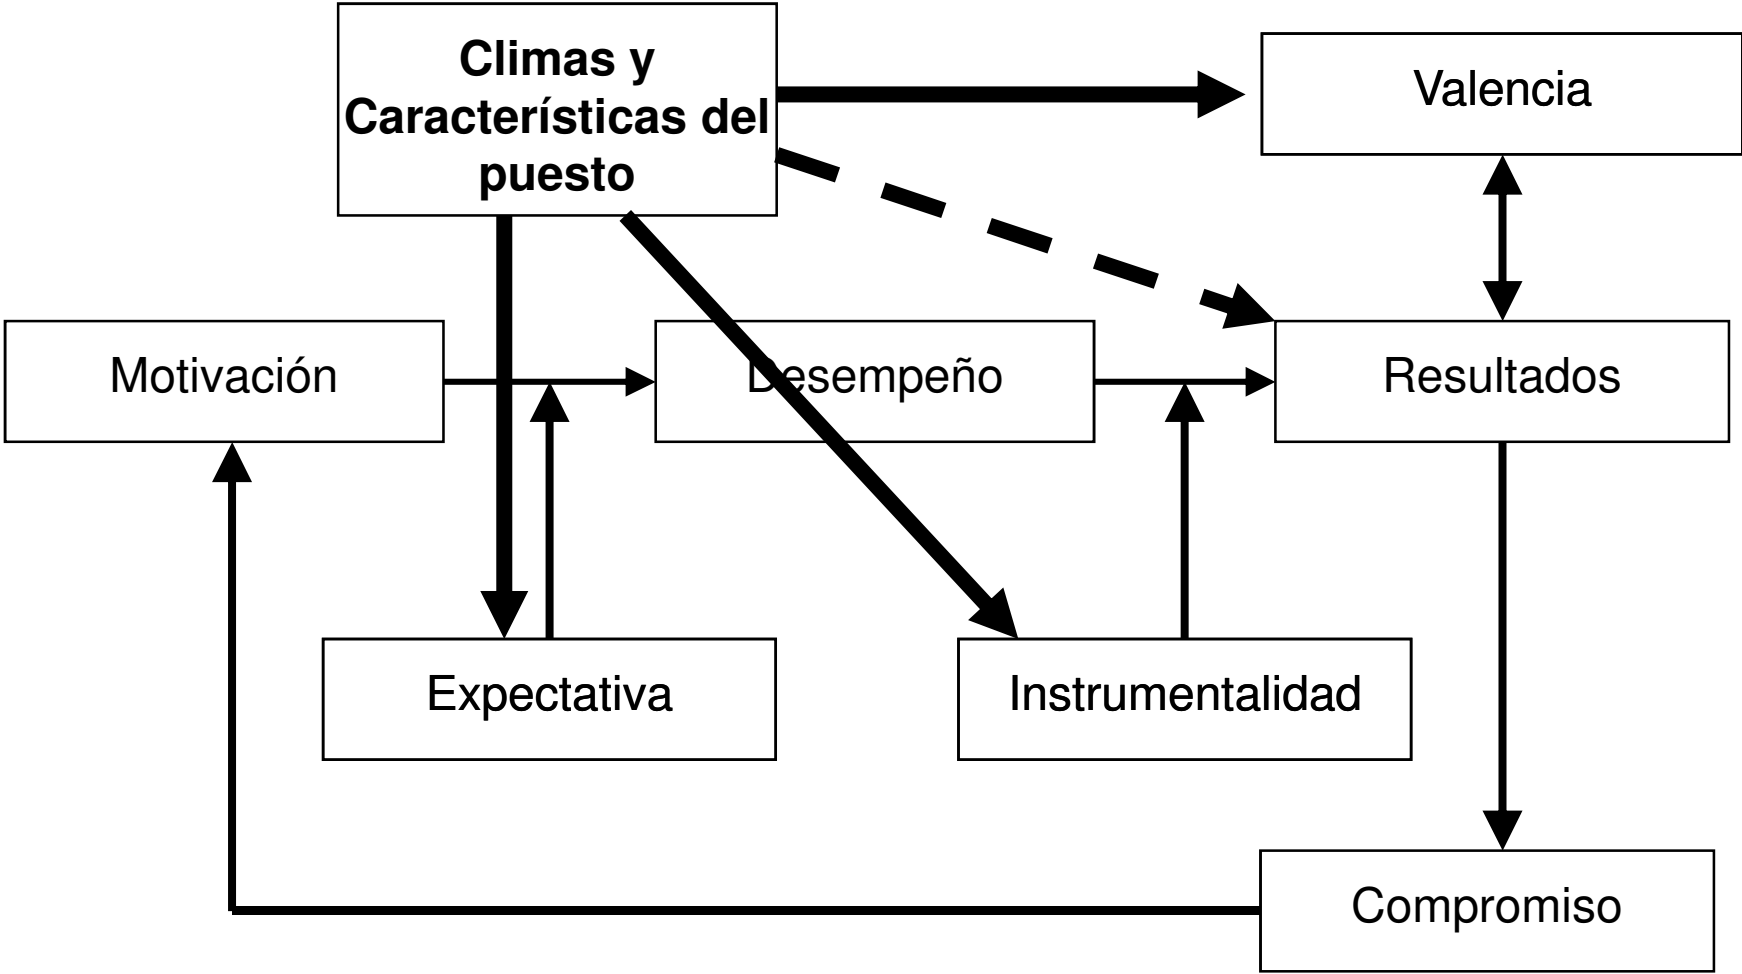 Climas y
Características del
puesto
Valencia
Motivación
Desempeño
Resultados
Expectativa
Instrumentalidad
Compromiso